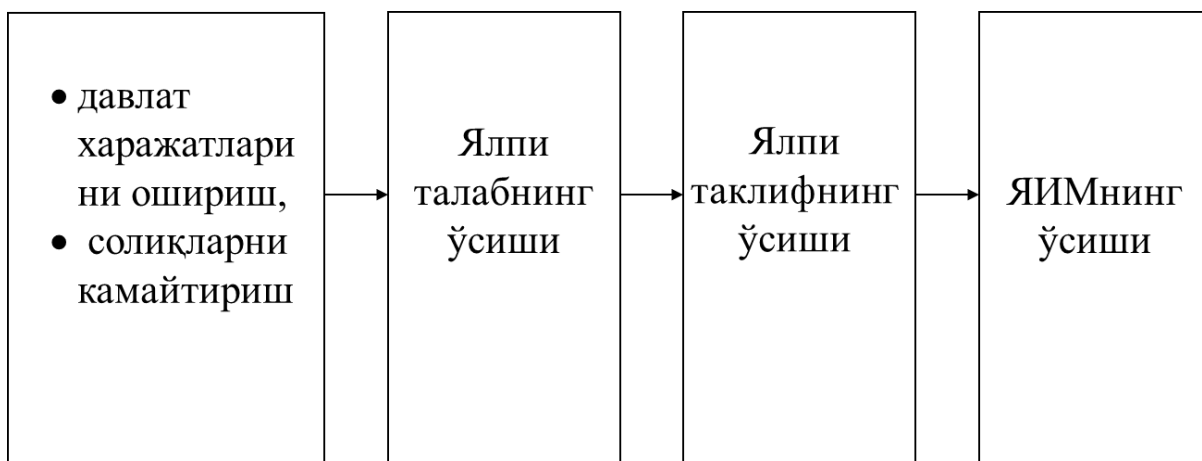 • давлат
харажатлари
ни ошириш,
• солиқларни
камайтириш
Ялпи
талабнинг
ўсиши
Ялпи
таклифнинг
ўсиши
ЯИМнинг
ўсиши